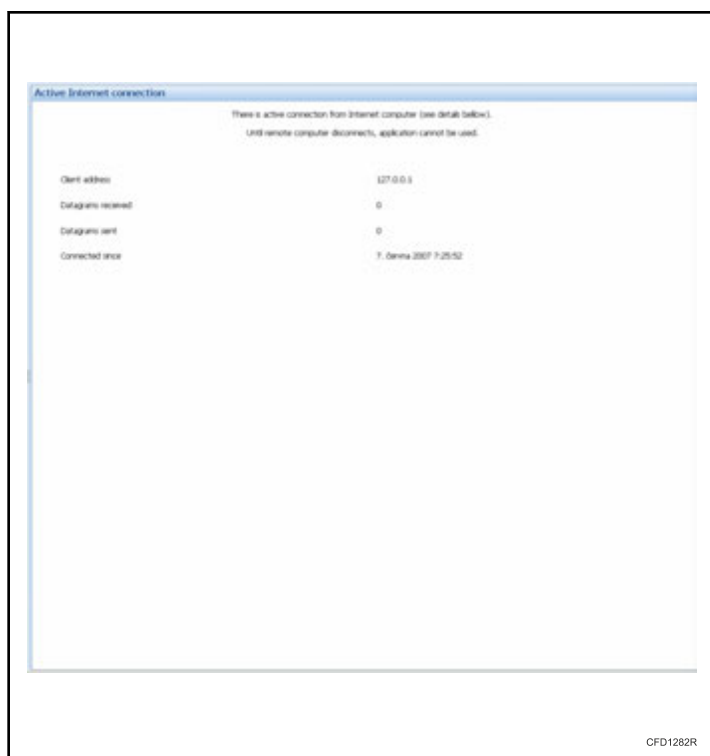 Active Internet connection
There is active connection from Internet computer (see details bellow).
Until remote computer disconnects, application cannot be used.
Client address 127.0.0.1
Datagrams received 0
Datagrams sent 0
Connected since 7. června 2007 7:25:52
CFD1282R